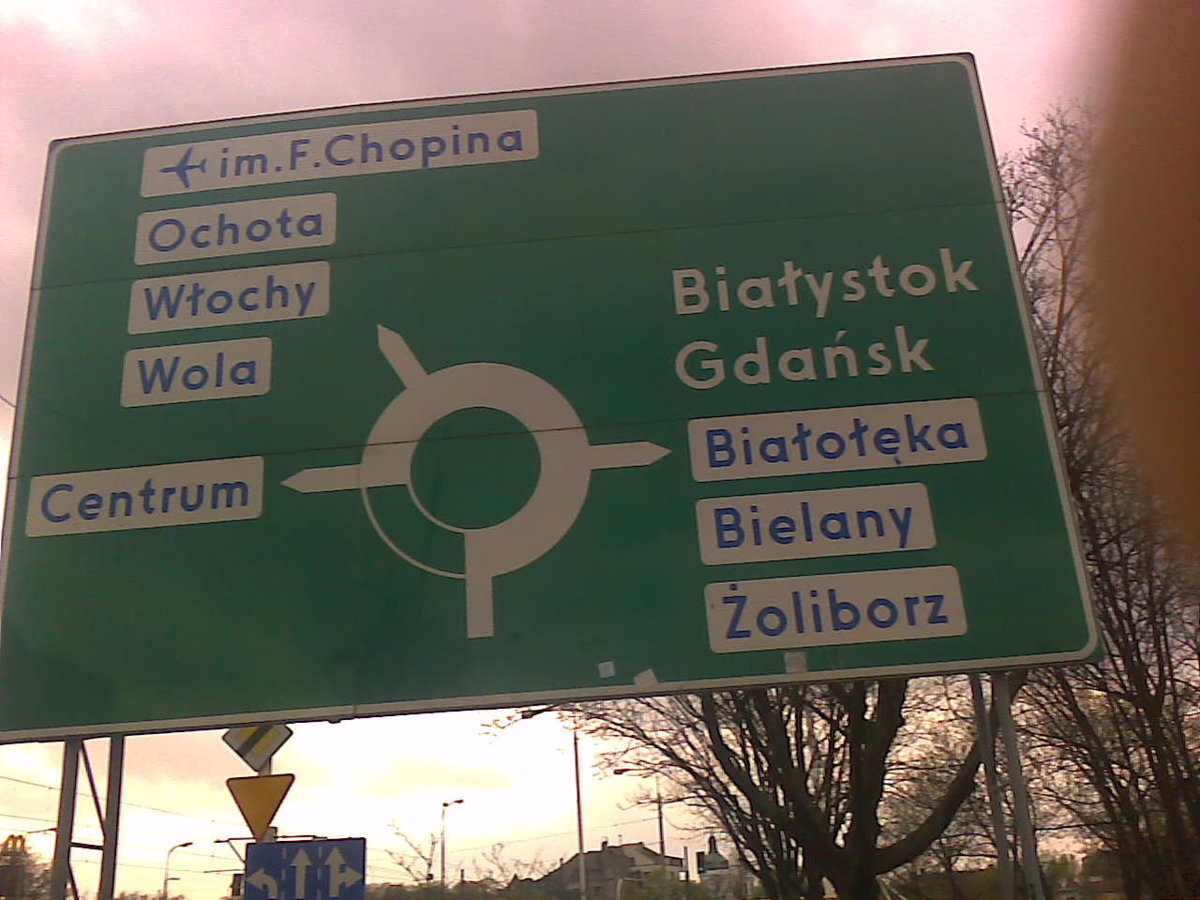 im.F.Chopina
Ochota
Włochy
Wola
Centrum
Białystok
Gdańsk
Białołęka
Bielany
Żoliborz